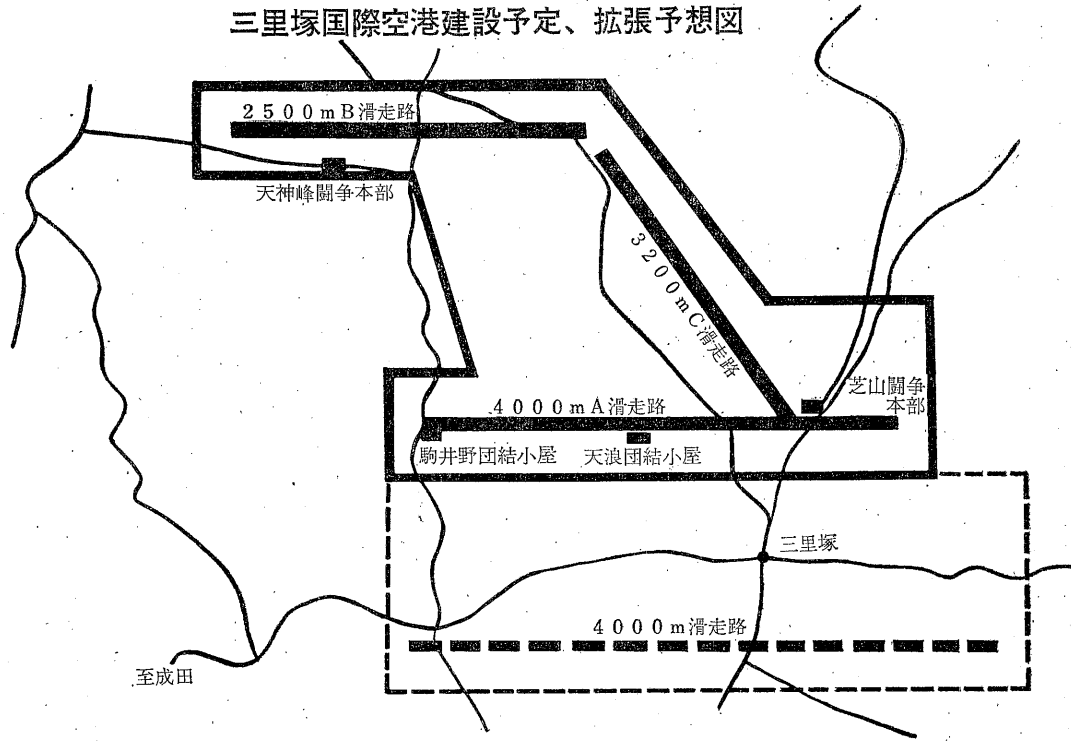 三里塚国際空港建設予定、拡張予想図
2500mB滑走路
天神峰闘争本部
3200mC滑走路
芝山闘争
本部
4000mA滑走路
駒井野団結小屋
天浪団結小屋
三里塚
4000m滑走路
至成田